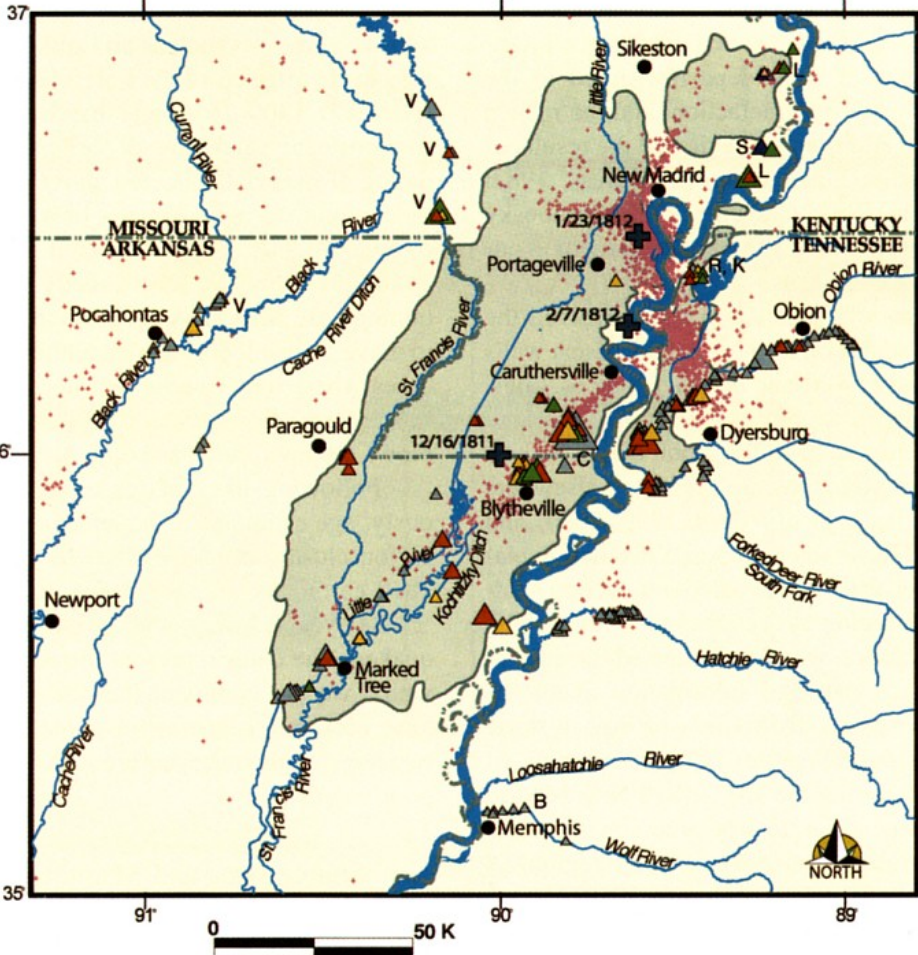 37°
Sikeston
Little River
L
Current River
V
V
S
L
New Madrid
V
1/23/1812
MISSOURI
ARKANSAS
KENTUCKY
TENNESSEE
River
Black
Portageville
R, K
Obion River
V
Pocahontas
Cache River Ditch
2/7/1812
Obion
St. Francis River
Black River
Caruthersville
Paragould
12/16/1811
Dyersburg
C
Blytheville
River
Little
Kochtitzky Ditch
Forked Deer River
South Fork
Newport
Hatchie River
Marked
Tree
Cache River
St. Francis River
Loosahatchie River
B
Memphis
Wolf River
NORTH
35°
91°
90°
89°
0
50 K